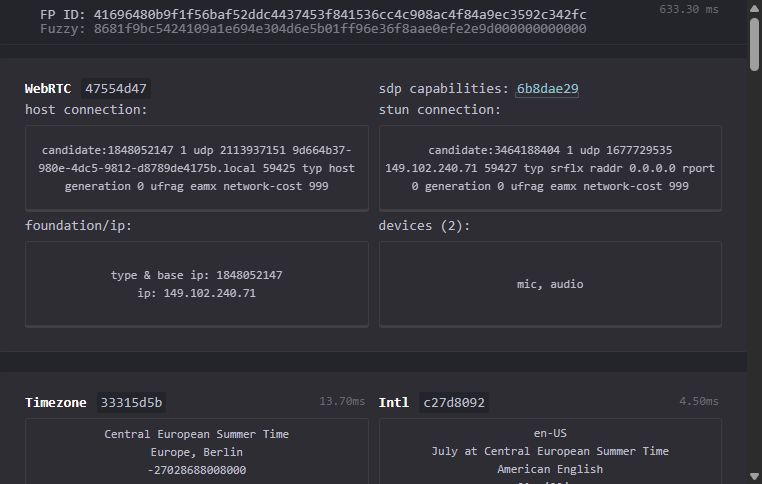 FP ID: 41696480b9f1f56baf52ddc4437453f841536cc4c908ac4f84a9ec3592c342fc
633.30 ms
Fuzzy: 8681f9bc5424109a1e694e304d6e5b01ff96e36f8aae0efe2e9d000000000000
WebRTC 47554d47
host connection:
candidate:1848052147 1 udp 2113937151 9d664b37-
980e-4dc5-9812-d8789de4175b.local 59425 typ host
generation 0 ufrag eamx network-cost 999
sdp capabilities: 6b8dae29
stun connection:
candidate:3464188404 1 udp 1677729535
149.102.240.71 59427 typ srflx raddr 0.0.0.0 rport
0 generation 0 ufrag eamx network-cost 999
foundation/ip:
type & base ip: 1848052147
ip: 149.102.240.71
devices (2):
mic, audio
Timezone 33315d5b
13.70ms
Central European Summer Time
Europe, Berlin
-27028688008000
Intl c27d8092
4.50ms
en-US
July at Central European Summer Time
American English